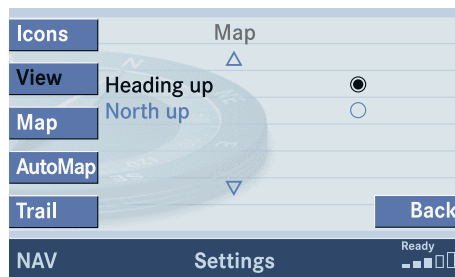 Icons
Map
View
Heading up
North up
Map
AutoMap
Trail
Back
NAV
Settings
Ready